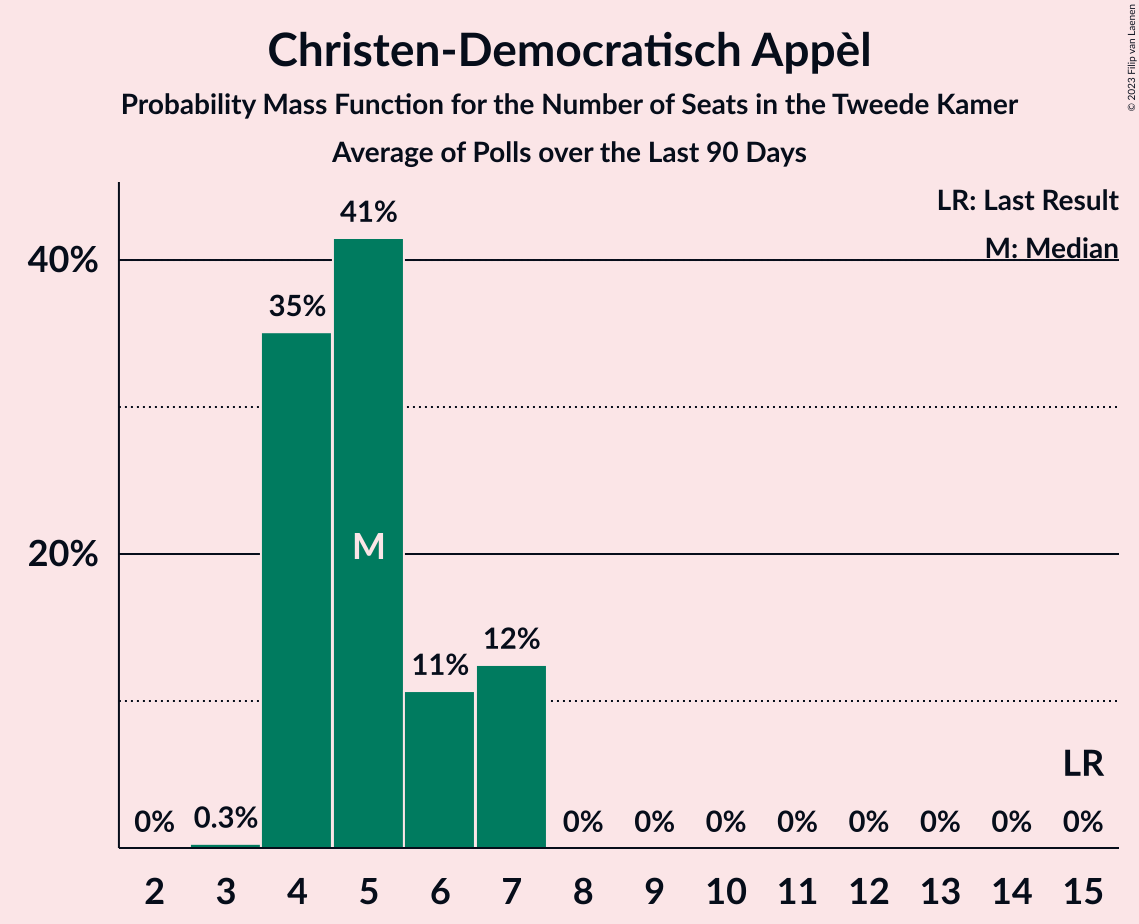 Christen-Democratisch Appèl
Probability Mass Function for the Number of Seats in the Tweede Kamer
Average of Polls over the Last 90 Days
© 2023 Filip van Laenen
LR: Last Result
M: Median
41%
40%
35%
M
20%
12%
11%
LR
0% 0.3% 0% 0% 0% 0% 0% 0% 0% 0%
2 3 4 5 6 7 8 9 10 11 12 13 14 15